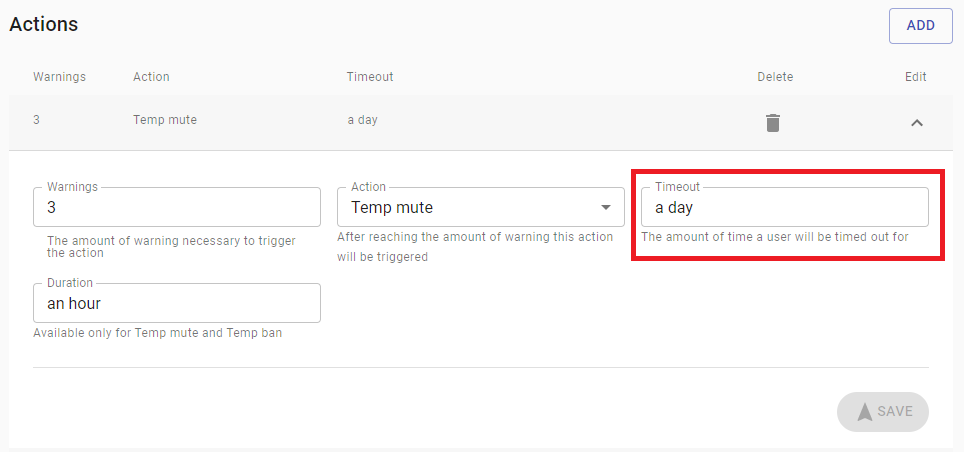 Actions
ADD
Warnings Action Timeout Delete Edit
3 Temp mute a day
Warnings
3
The amount of warning necessary to trigger
the action
Action
Temp mute
After reaching the amount of warning this action
will be triggered
Timeout
a day
The amount of time a user will be timed out for
Duration
an hour
Available only for Temp mute and Temp ban
SAVE